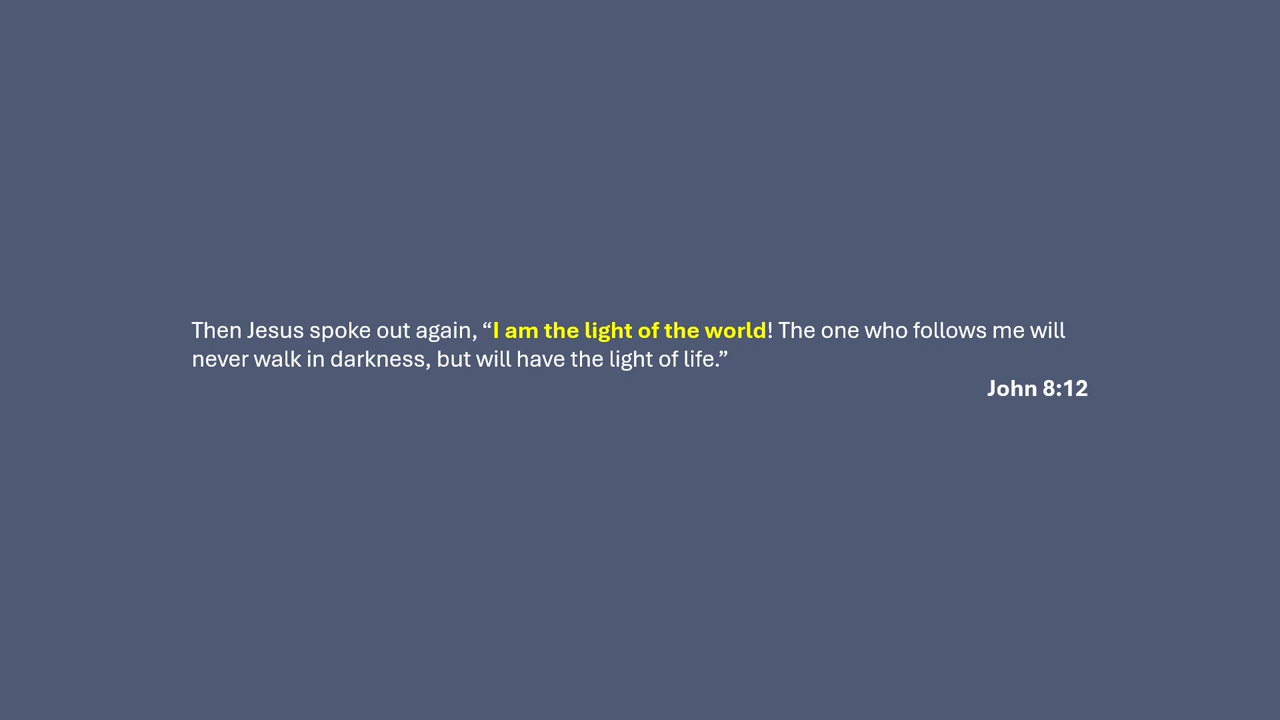 Then Jesus spoke out again, “I am the light of the world! The one who follows me will
never walk in darkness, but will have the light of life.”
John 8:12